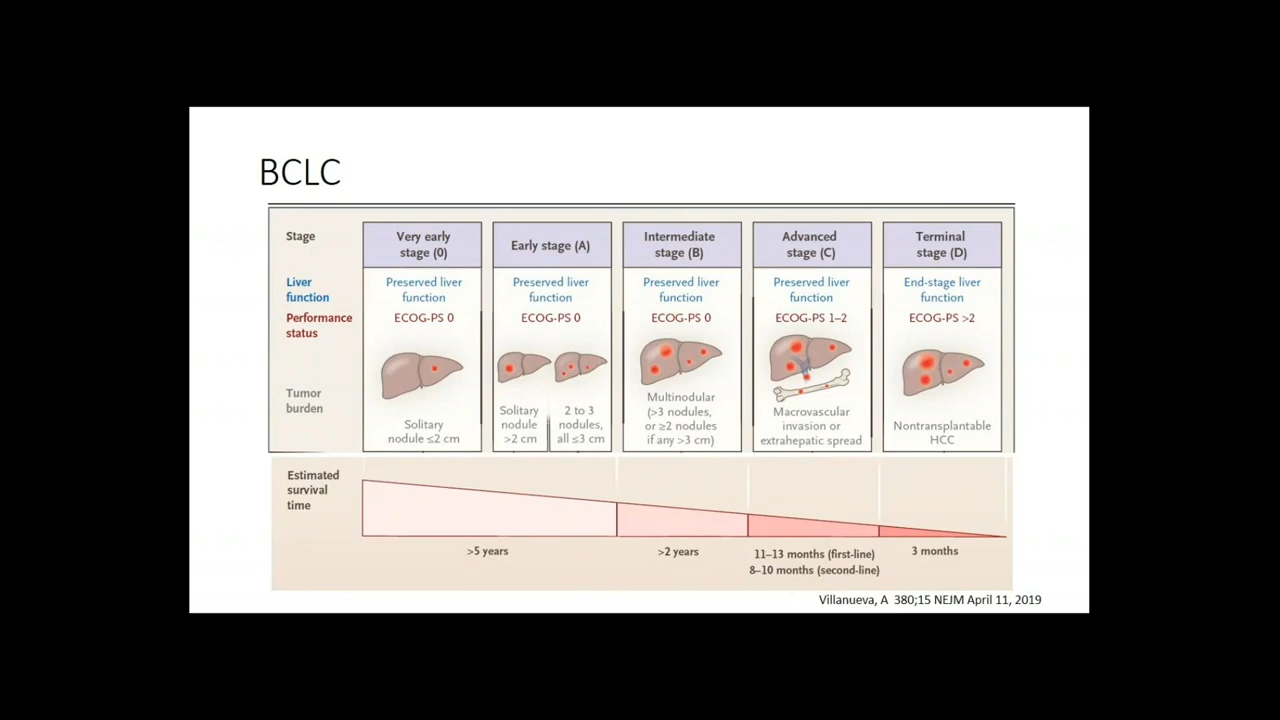 BCLC
Stage
Very early
stage (0)
Early stage (A)
Intermediate
stage (B)
Advanced
stage (C)
Terminal
stage (D)
Liver
function
Preserved liver
function
Preserved liver
function
Preserved liver
function
Preserved liver
function
End-stage liver
function
Performance
status
ECOG-PS 0
ECOG-PS 0
ECOG-PS 0
ECOG-PS 1–2
ECOG-PS >2
Tumor
burden
Solitary
nodule ≤2 cm
Solitary
nodule
>2 cm
2 to 3
nodules,
all ≤3 cm
Multinodular
(>3 nodules,
or ≥2 nodules
if any >3 cm)
Macrovascular
invasion or
extrahepatic spread
Nontransplantable
HCC
Estimated
survival
time
>5 years
>2 years
11–13 months (first-line)
8–10 months (second-line)
3 months
Villanueva, A 380;15 NEJM April 11, 2019